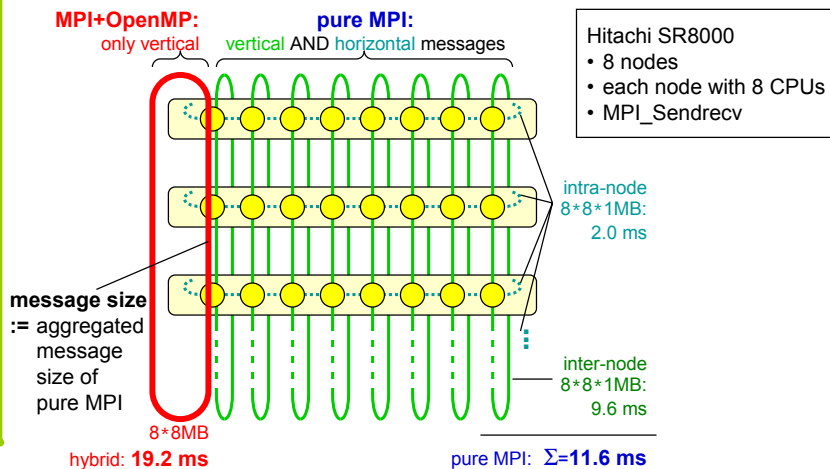 MPI+OpenMP:
only vertical
pure MPI:
vertical AND horizontal messages
Hitachi SR8000
• 8 nodes
• each node with 8 CPUs
• MPI_Sendrecv
intra-node
8*8*1MB:
2.0 ms
message size
:= aggregated
message
size of
pure MPI
inter-node
8*8*1MB:
9.6 ms
8*8MB
hybrid: 19.2 ms
pure MPI: Σ=11.6 ms